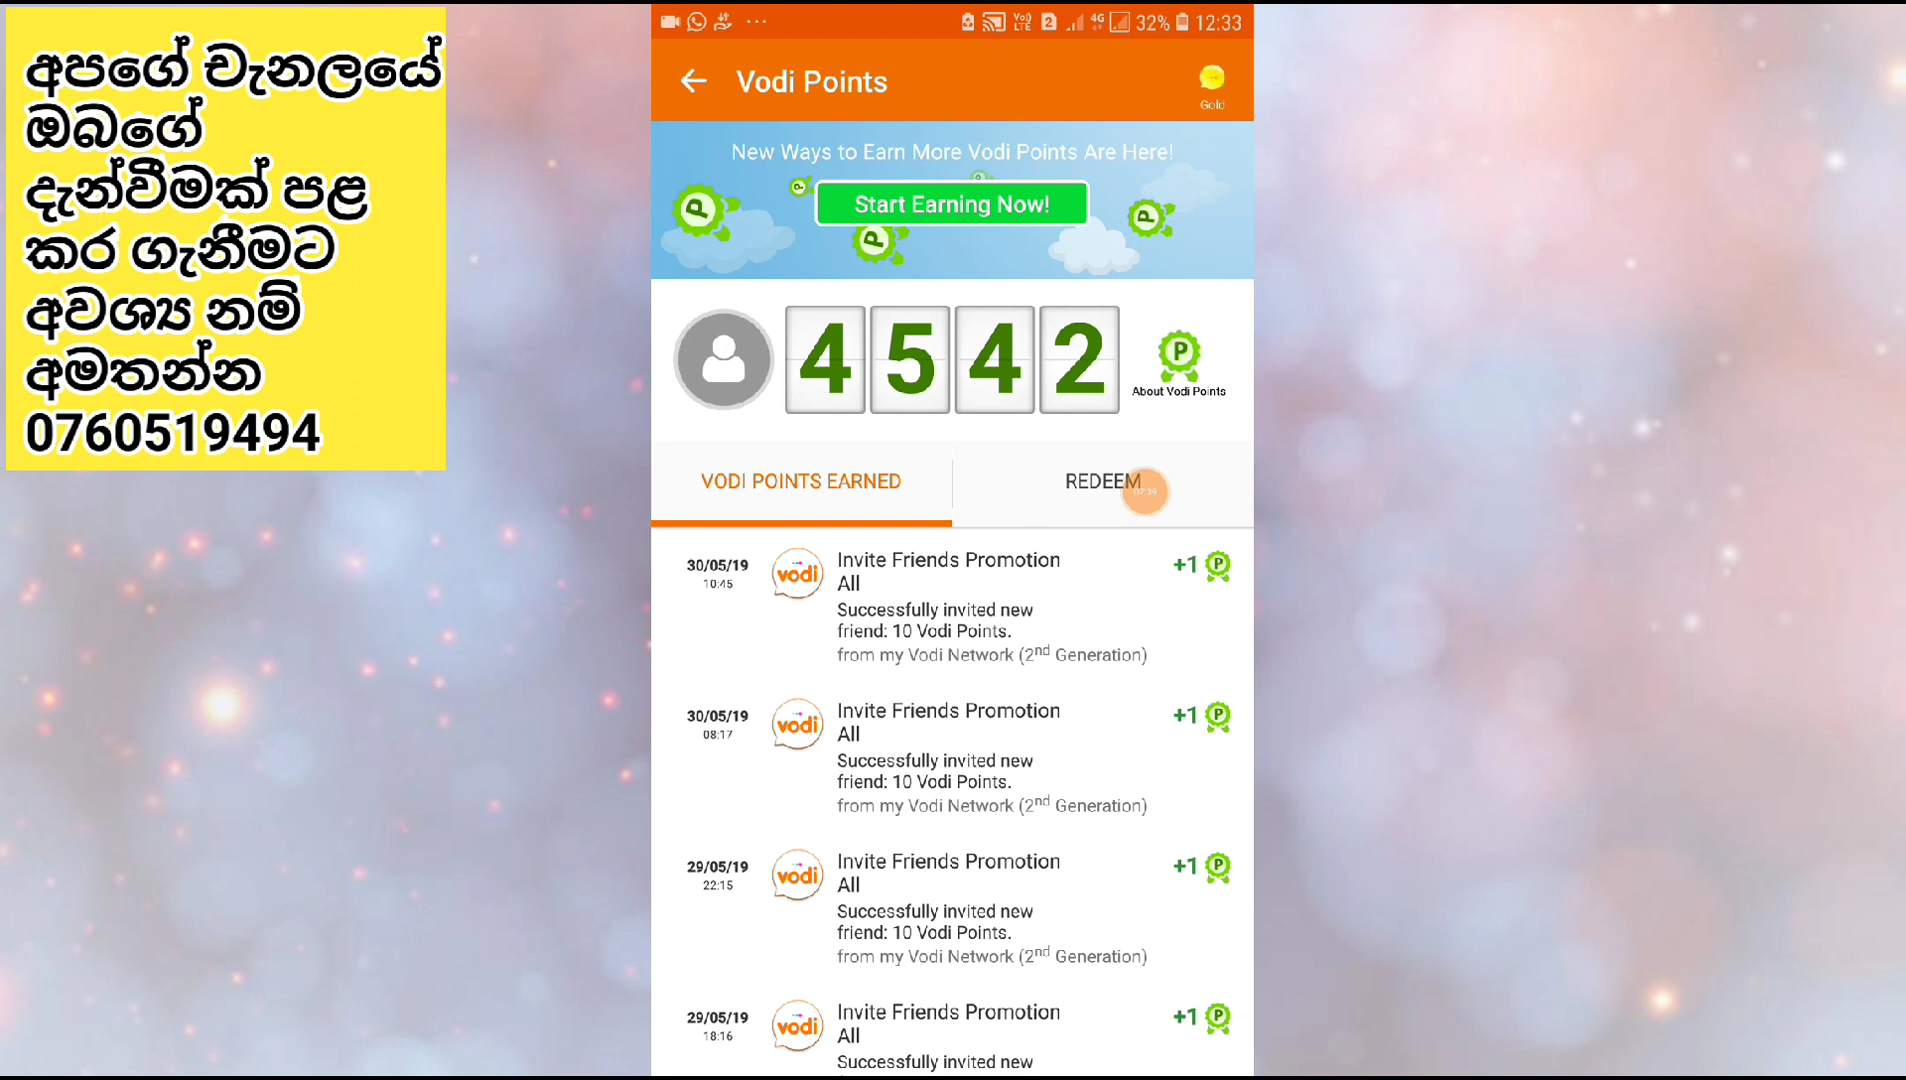 අපගේ චැනලයේ
ඔබගේ
දැන්වීමක් පළ
කර ගැනීමට
අවශ්‍ය නම්
අමතන්න
0760519494
4G 32% 12:33
Vodi Points
Gold
New Ways to Earn More Vodi Points Are Here!
Start Earning Now!
4 5 4 2
About Vodi Points
VODI POINTS EARNED
REDEEM
02:39
30/05/19
10:45
vodi
Invite Friends Promotion
All
Successfully invited new
friend: 10 Vodi Points.
from my Vodi Network (2nd Generation)
+1 P
30/05/19
08:17
vodi
Invite Friends Promotion
All
Successfully invited new
friend: 10 Vodi Points.
from my Vodi Network (2nd Generation)
+1 P
29/05/19
22:15
vodi
Invite Friends Promotion
All
Successfully invited new
friend: 10 Vodi Points.
from my Vodi Network (2nd Generation)
+1 P
29/05/19
18:16
vodi
Invite Friends Promotion
All
Successfully invited new
+1 P